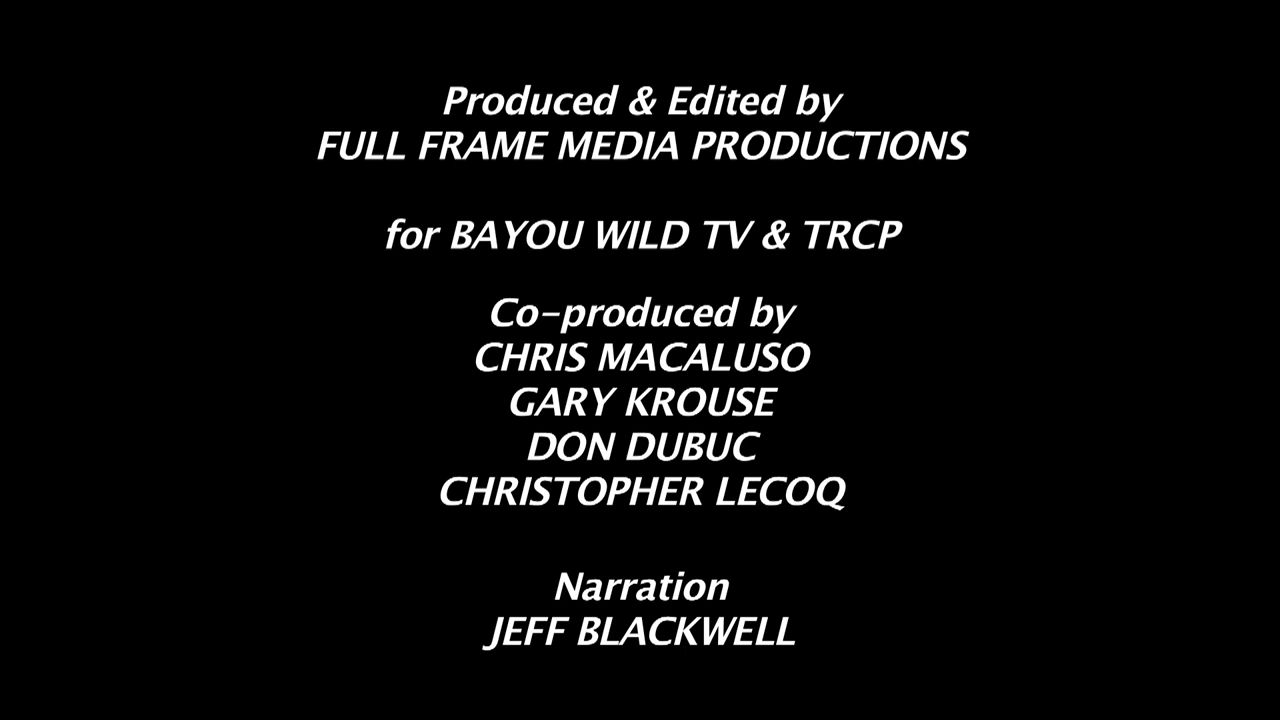 Produced & Edited by
FULL FRAME MEDIA PRODUCTIONS
for BAYOU WILD TV & TRCP
Co-produced by
CHRIS MACALUSO
GARY KROUSE
DON DUBUC
CHRISTOPHER LECOQ
Narration
JEFF BLACKWELL